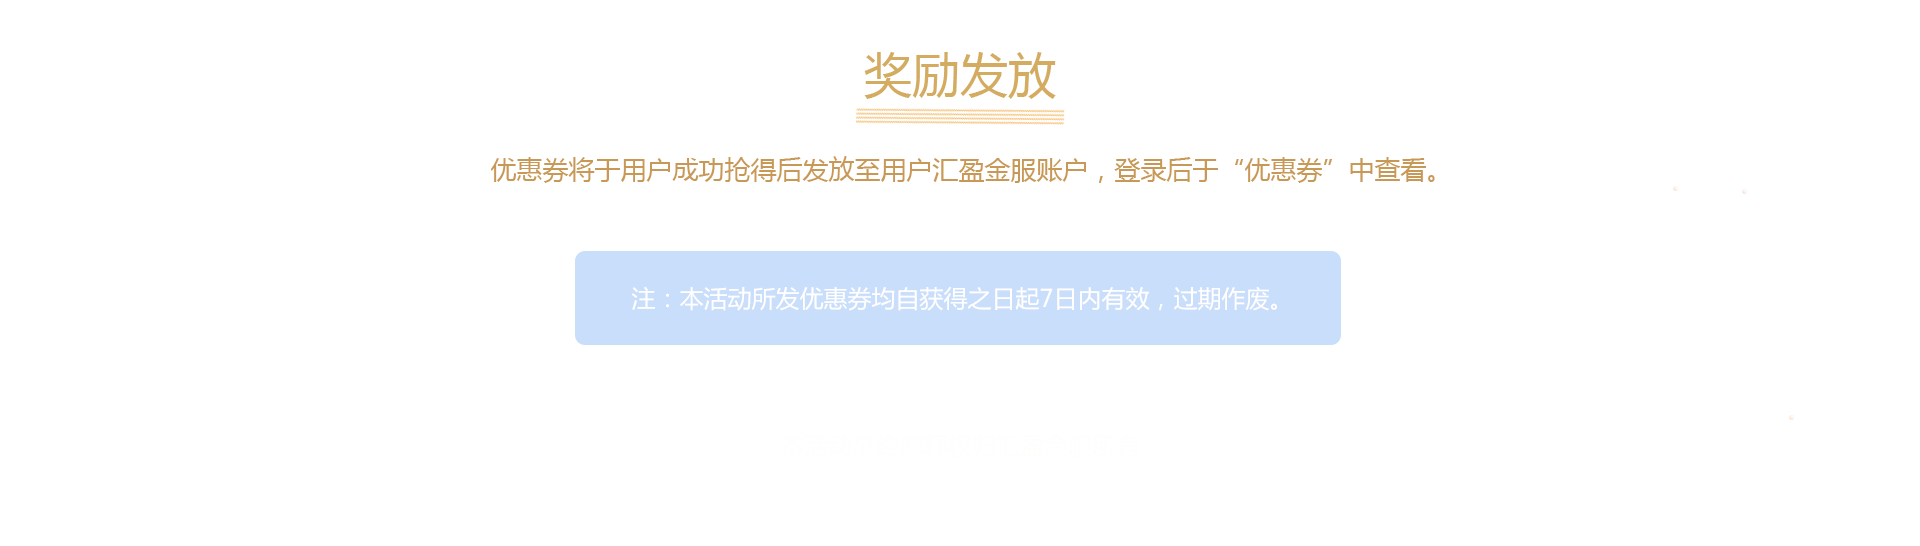 奖励发放
优惠券将于用户成功抢得后发放至用户汇盈金服账户，登录后于“优惠券”中查看。
注：本活动所发优惠券均自获得之日起7日内有效，过期作废。